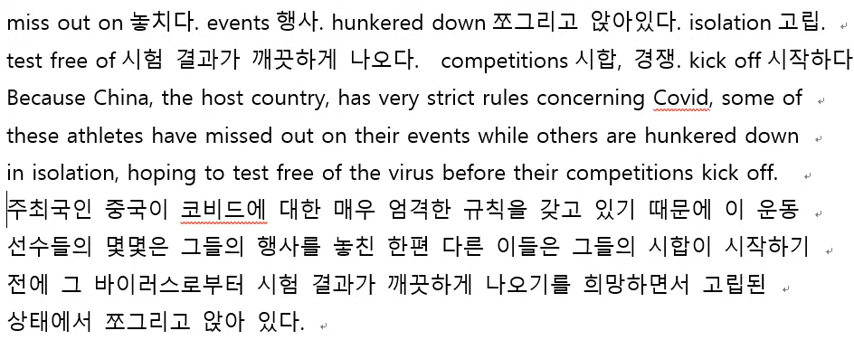 miss out on 놓치다. events 행사. hunkered down 쪼그리고 앉아있다. isolation 고립.
test free of 시험 결과가 깨끗하게 나오다. competitions 시합, 경쟁. kick off 시작하다
Because China, the host country, has very strict rules concerning Covid, some of
these athletes have missed out on their events while others are hunkered down
in isolation, hoping to test free of the virus before their competitions kick off.
주최국인 중국이 코비드에 대한 매우 엄격한 규칙을 갖고 있기 때문에 이 운동
선수들의 몇몇은 그들의 행사를 놓친 한편 다른 이들은 그들의 시합이 시작하기
전에 그 바이러스로부터 시험 결과가 깨끗하게 나오기를 희망하면서 고립된
상태에서 쪼그리고 앉아 있다.